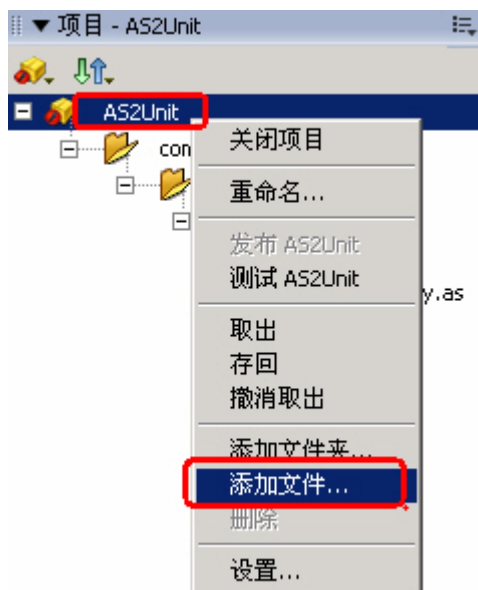 项目 - AS2Unit
AS2Unit
con
关闭项目
重命名...
发布 AS2Unit
测试 AS2Unit
y.as
取出
存回
撤消取出
添加文件夹...
添加文件...
删除
设置...